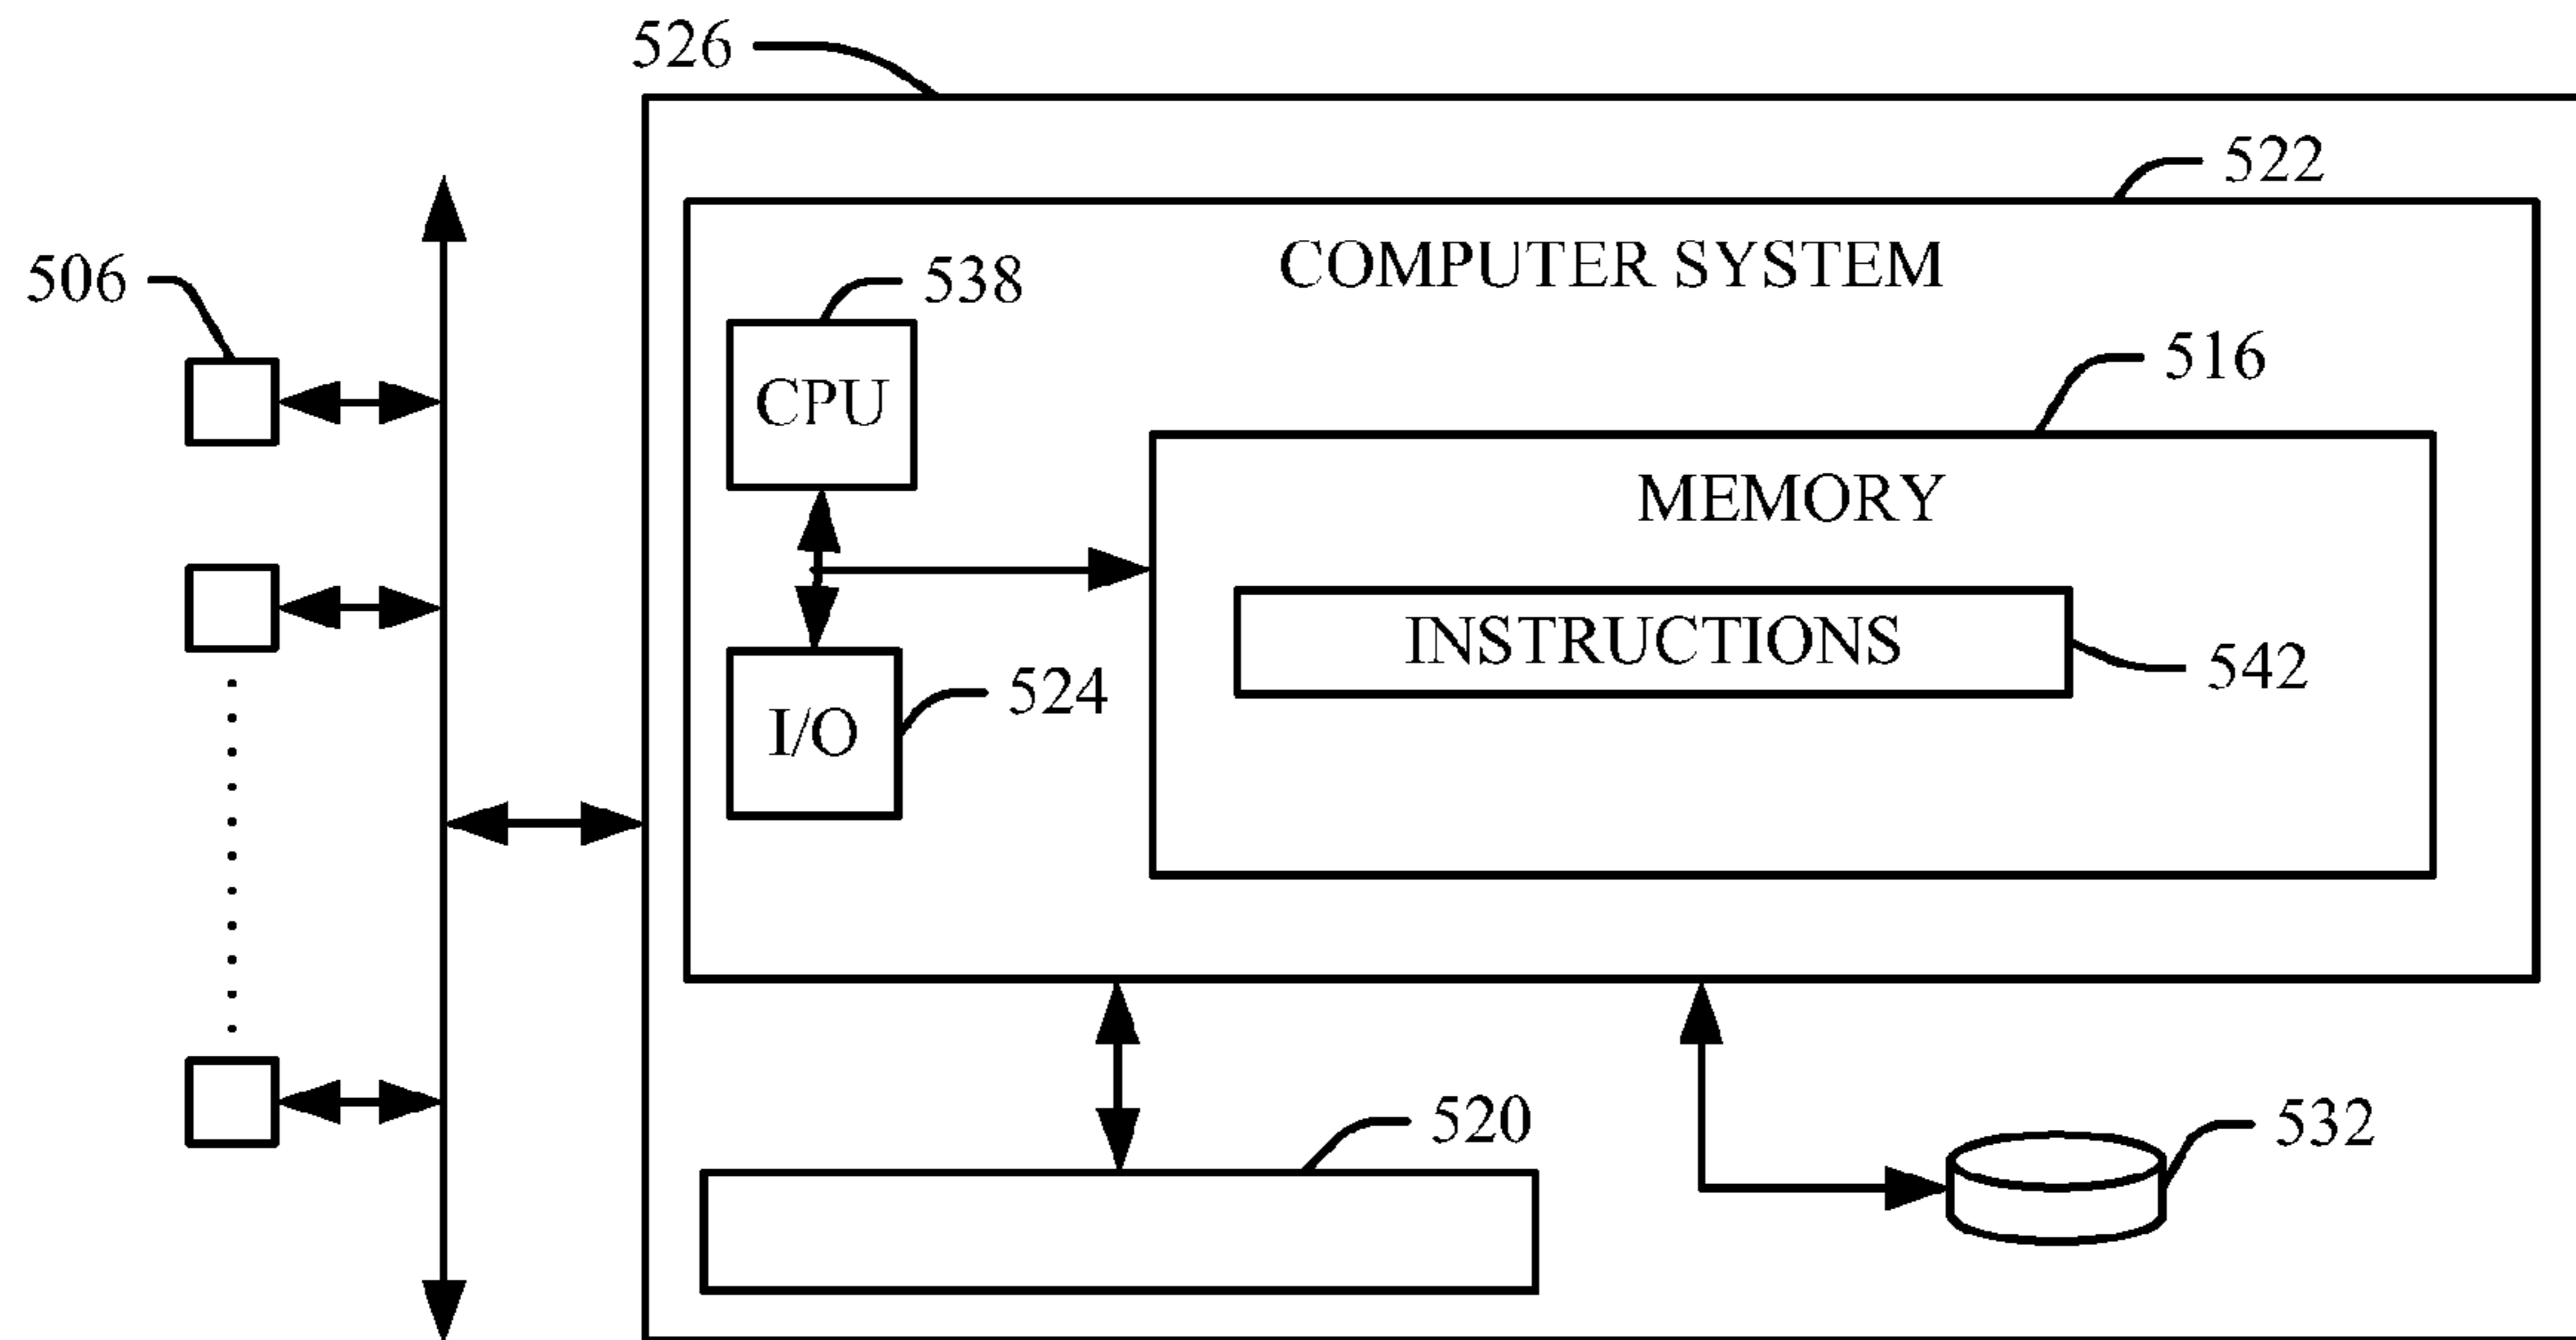 526
522
COMPUTER SYSTEM
506
538
516
CPU
MEMORY
INSTRUCTIONS
542
524
I/O
520
532